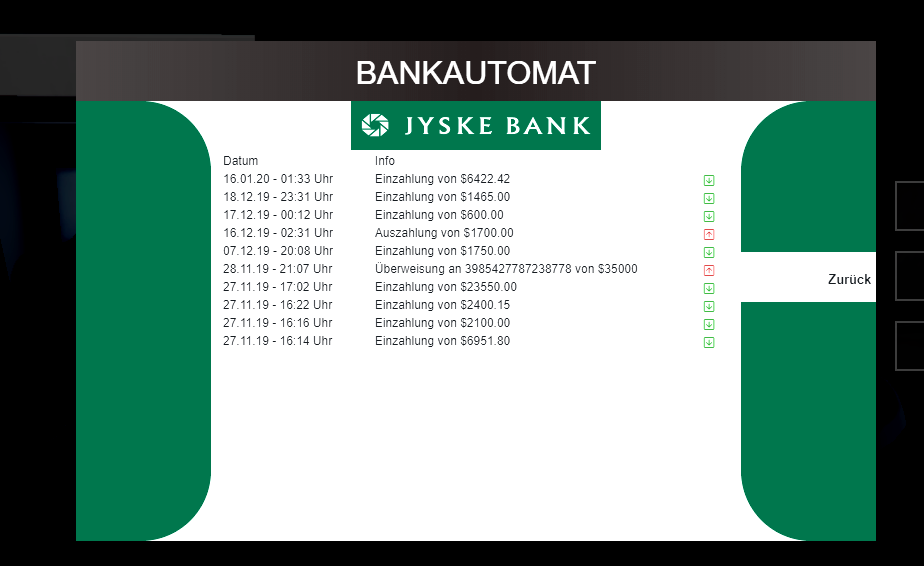 BANKAUTOMAT
JYSKE BANK
Datum Info
16.01.20 - 01:33 Uhr Einzahlung von $6422.42
18.12.19 - 23:31 Uhr Einzahlung von $1465.00
17.12.19 - 00:12 Uhr Einzahlung von $600.00
16.12.19 - 02:31 Uhr Auszahlung von $1700.00
07.12.19 - 20:08 Uhr Einzahlung von $1750.00
28.11.19 - 21:07 Uhr Überweisung an 3985427787238778 von $35000
27.11.19 - 17:02 Uhr Einzahlung von $23550.00
27.11.19 - 16:22 Uhr Einzahlung von $2400.15
27.11.19 - 16:16 Uhr Einzahlung von $2100.00
27.11.19 - 16:14 Uhr Einzahlung von $6951.80
Zurück